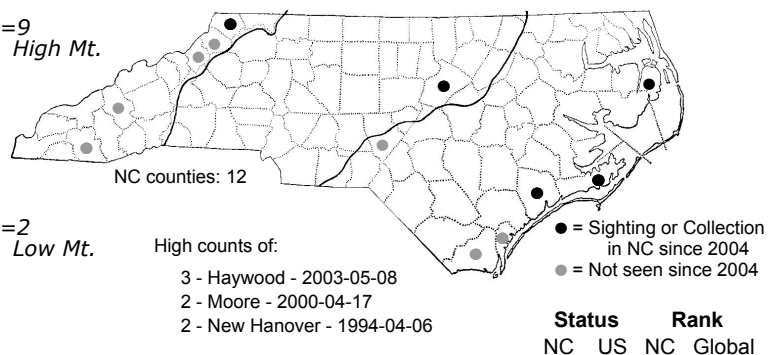 =9
High Mt.
NC counties: 12
=2
Low Mt.
High counts of:
3 - Haywood - 2003-05-08
2 - Moore - 2000-04-17
2 - New Hanover - 1994-04-06
● = Sighting or Collection
in NC since 2004
● = Not seen since 2004
Status Rank
NC US NC Global